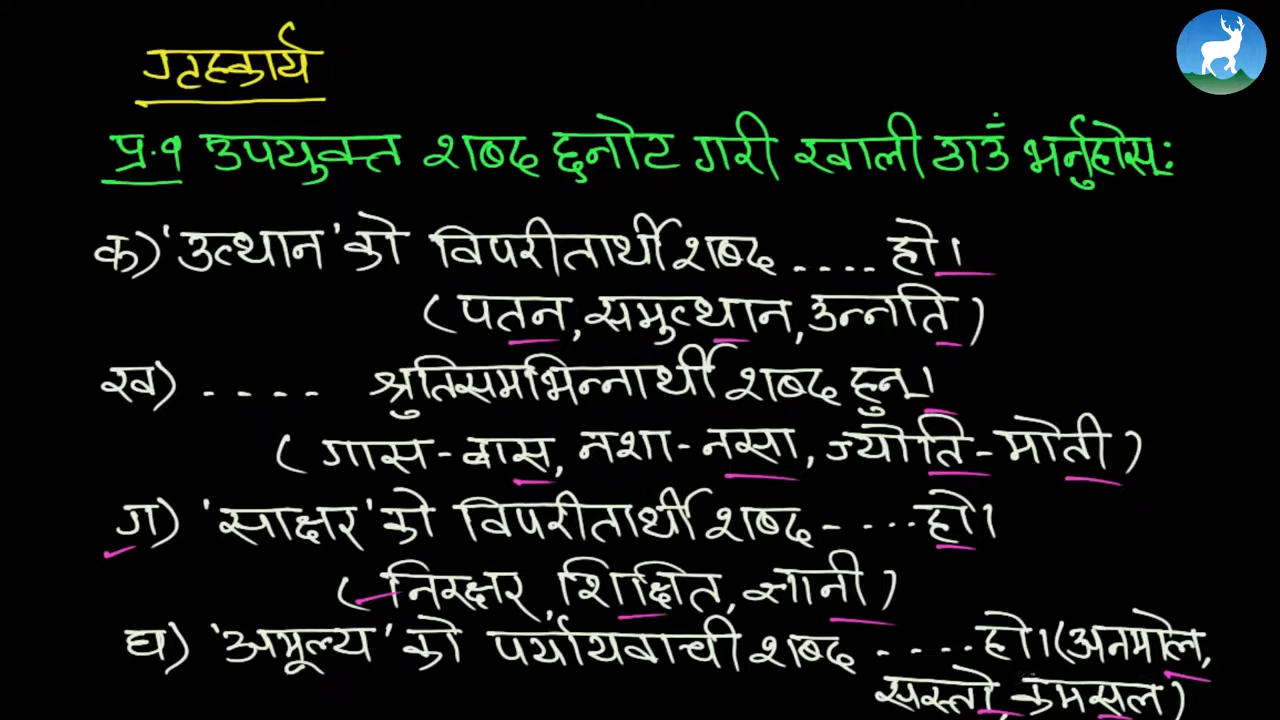 गृहकार्य
प्र.१ उपयुक्त शब्द छनोट गरी खाली ठाउँ भर्नुहोस्:
क) 'उत्थान' को विपरीतार्थी शब्द .... हो।
(पतन, समुत्थान, उन्नति)
ख) .... श्रुतिसमभिन्नार्थी शब्द हुन्।
(गास - बास, नशा - नसा, ज्योति - मोती)
ग) 'साक्षर' को विपरीतार्थी शब्द - .... हो।
(निरक्षर, शिक्षित, ज्ञानी)
घ) 'अमूल्य' को पर्यायवाची शब्द .... हो। (अनमोल,
सस्तो, कमसल)